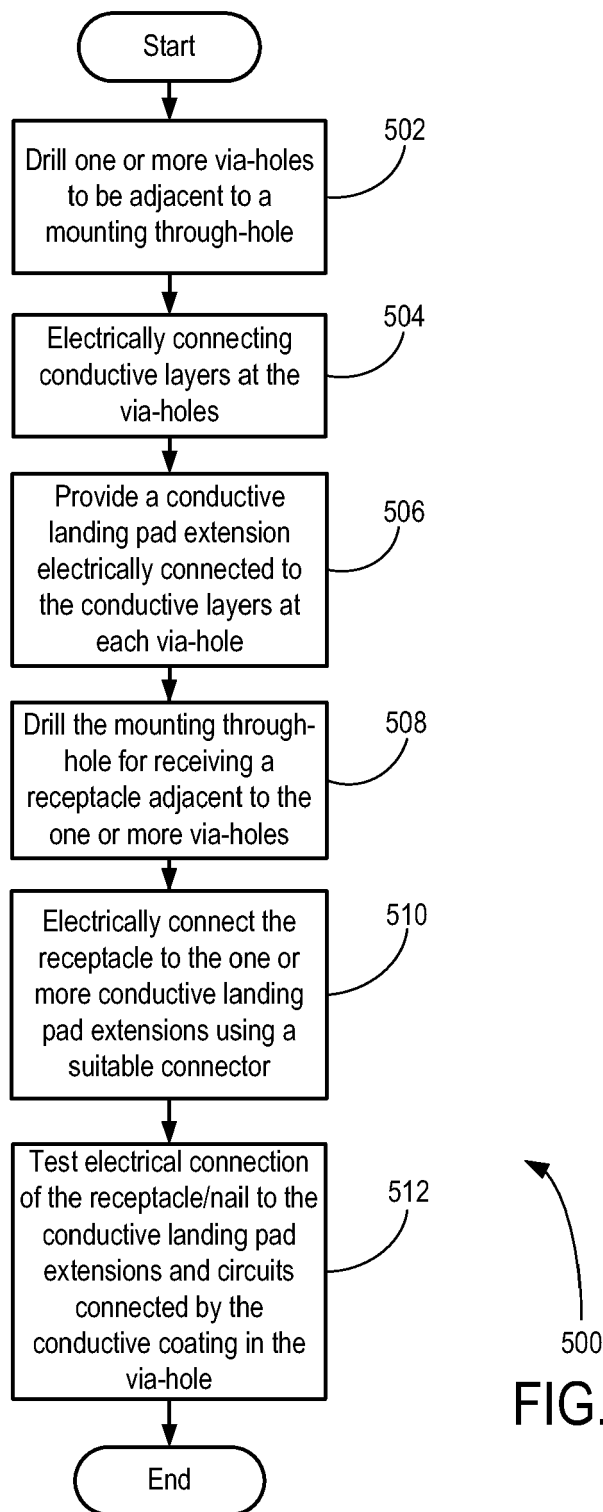 Start
502
Drill one or more via-holes
to be adjacent to a
mounting through-hole
504
Electrically connecting
conductive layers at the
via-holes
506
Provide a conductive
landing pad extension
electrically connected to
the conductive layers at
each via-hole
508
Drill the mounting through-
hole for receiving a
receptacle adjacent to the
one or more via-holes
510
Electrically connect the
receptacle to the one or
more conductive landing
pad extensions using a
suitable connector
512
Test electrical connection
of the receptacle/nail to the
conductive landing pad
extensions and circuits
connected by the
conductive coating in the
via-hole
500
FIG.
End